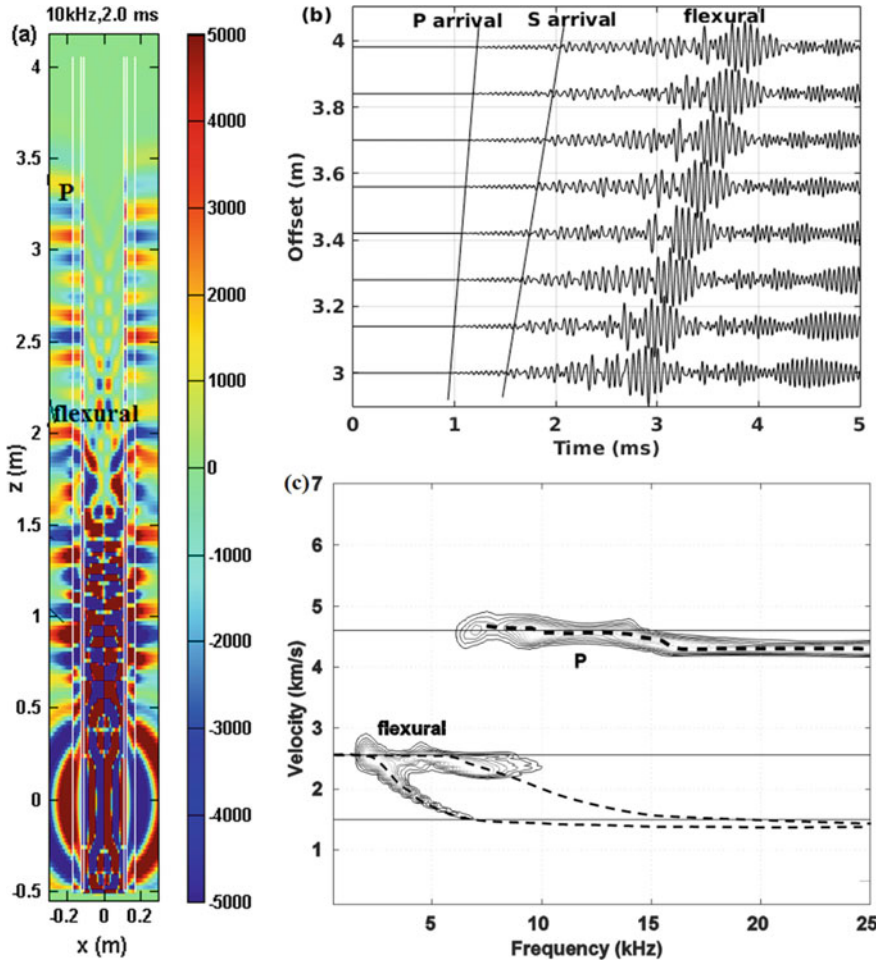 10kHz,2.0 ms
(a)
4
3.5
3
2.5
2
1.5
1
0.5
0
-0.5
P
flexural
z (m)
-0.2 0 0.2
x (m)
5000
4000
3000
2000
1000
0
-1000
-2000
-3000
-4000
-5000
(b)
P arrival S arrival flexural
4
3.8
3.6
3.4
3.2
3
Offset (m)
0 1 2 3 4 5
Time (ms)
(c)
7
6
5
4
3
2
1
Velocity (km/s)
P
flexural
5 10 15 20 25
Frequency (kHz)